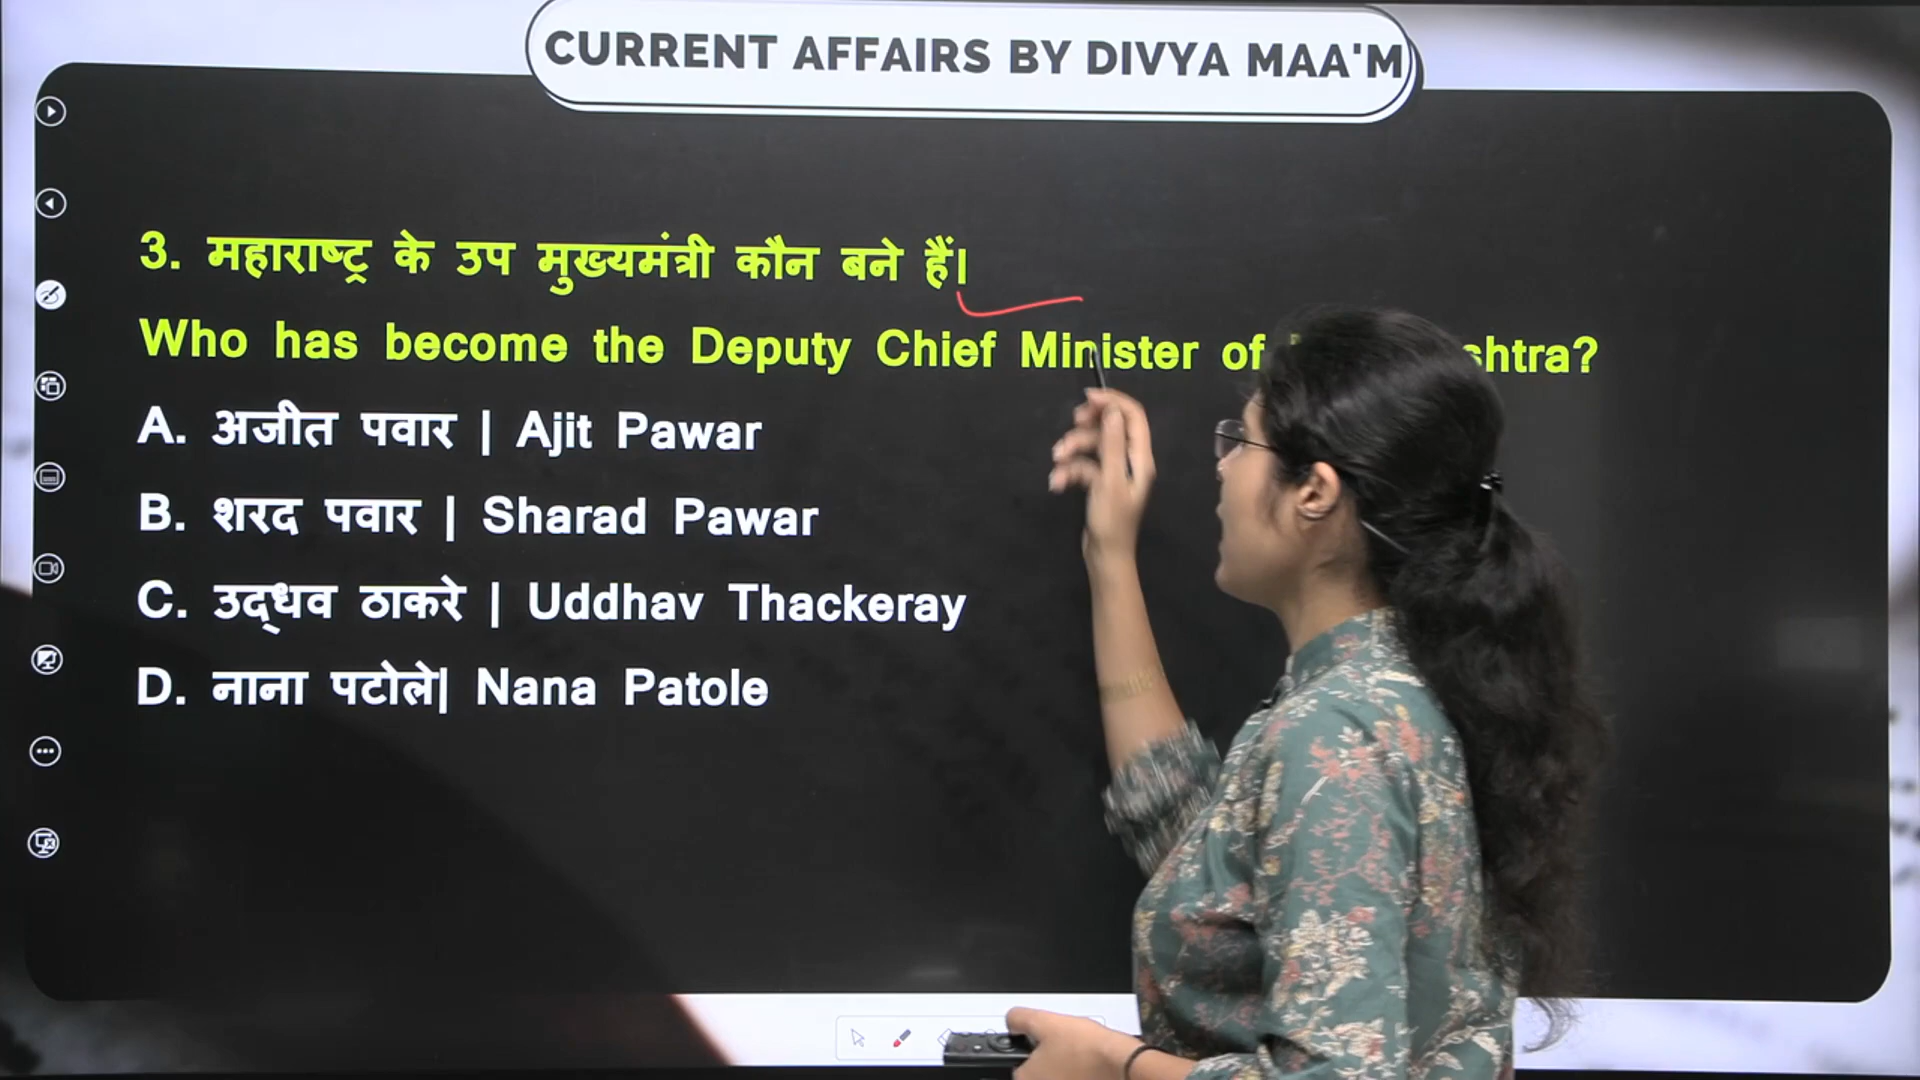 CURRENT AFFAIRS BY DIVYA MAA'M
3. महाराष्ट्र के उप मुख्यमंत्री कौन बने हैं।
Who has become the Deputy Chief Minister of shtra?
A. अजीत पवार | Ajit Pawar
B. शरद पवार | Sharad Pawar
C. उद्धव ठाकरे | Uddhav Thackeray
D. नाना पटोले| Nana Patole